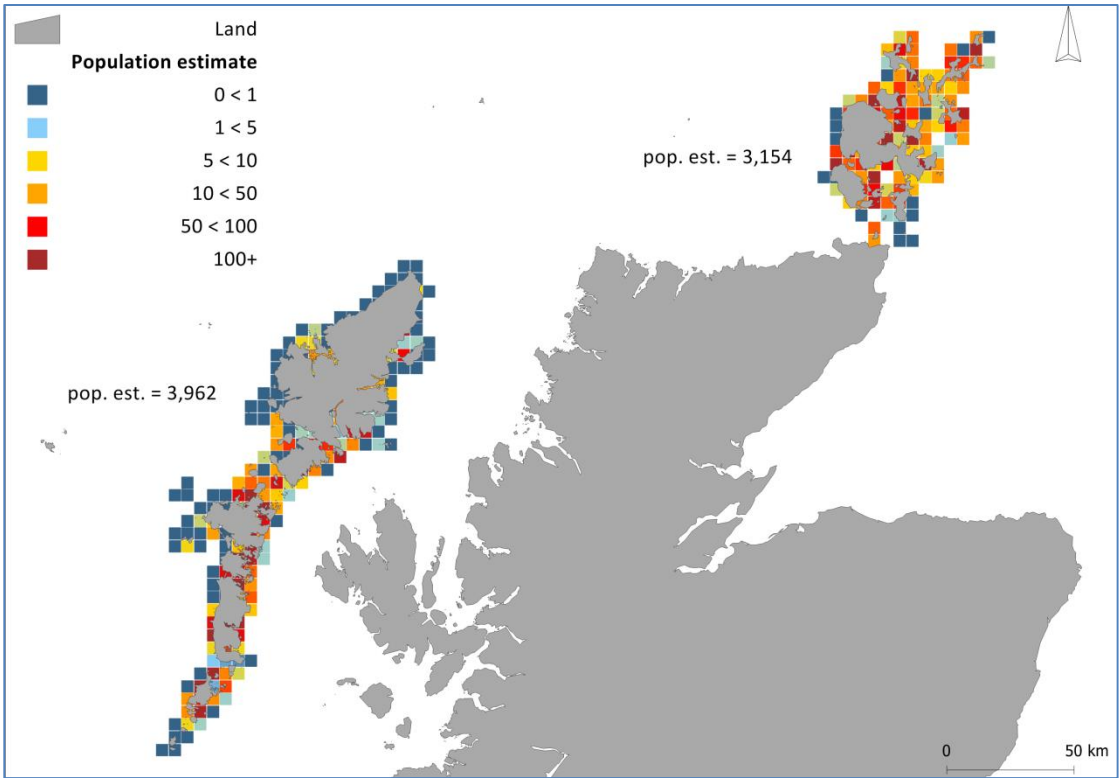 Land
Population estimate
0 < 1
1 < 5
5 < 10
10 < 50
50 < 100
100+
pop. est. = 3,154
pop. est. = 3,962
0 50 km